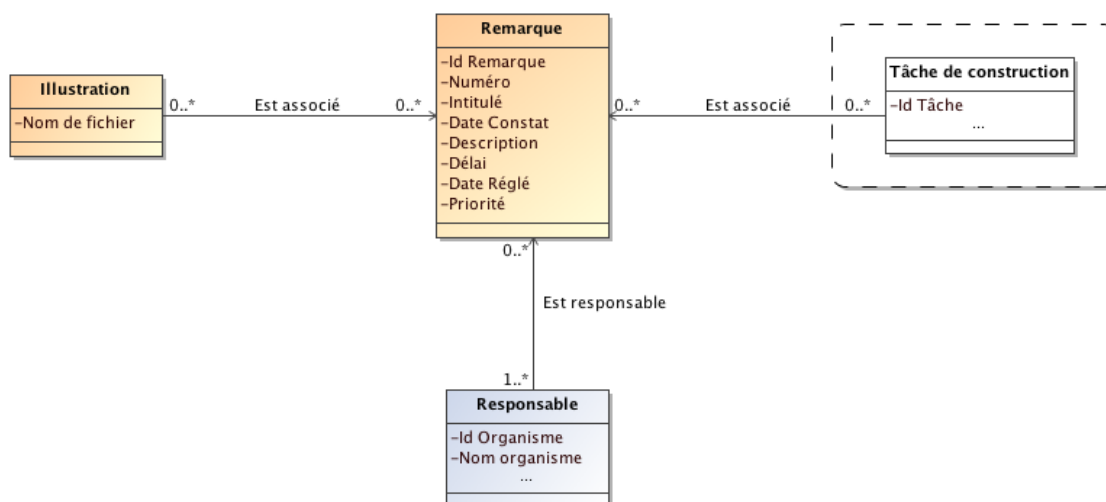 Remarque
-Id Remarque
-Numéro
-Intitulé
-Date Constat
-Description
-Délai
-Date Réglé
-Priorité
Illustration
-Nom de fichier
0..* Est associé 0..*
0..* Est associé 0..*
Tâche de construction
-Id Tâche
...
0..*
Est responsable
1..*
Responsable
-Id Organisme
-Nom organisme
...